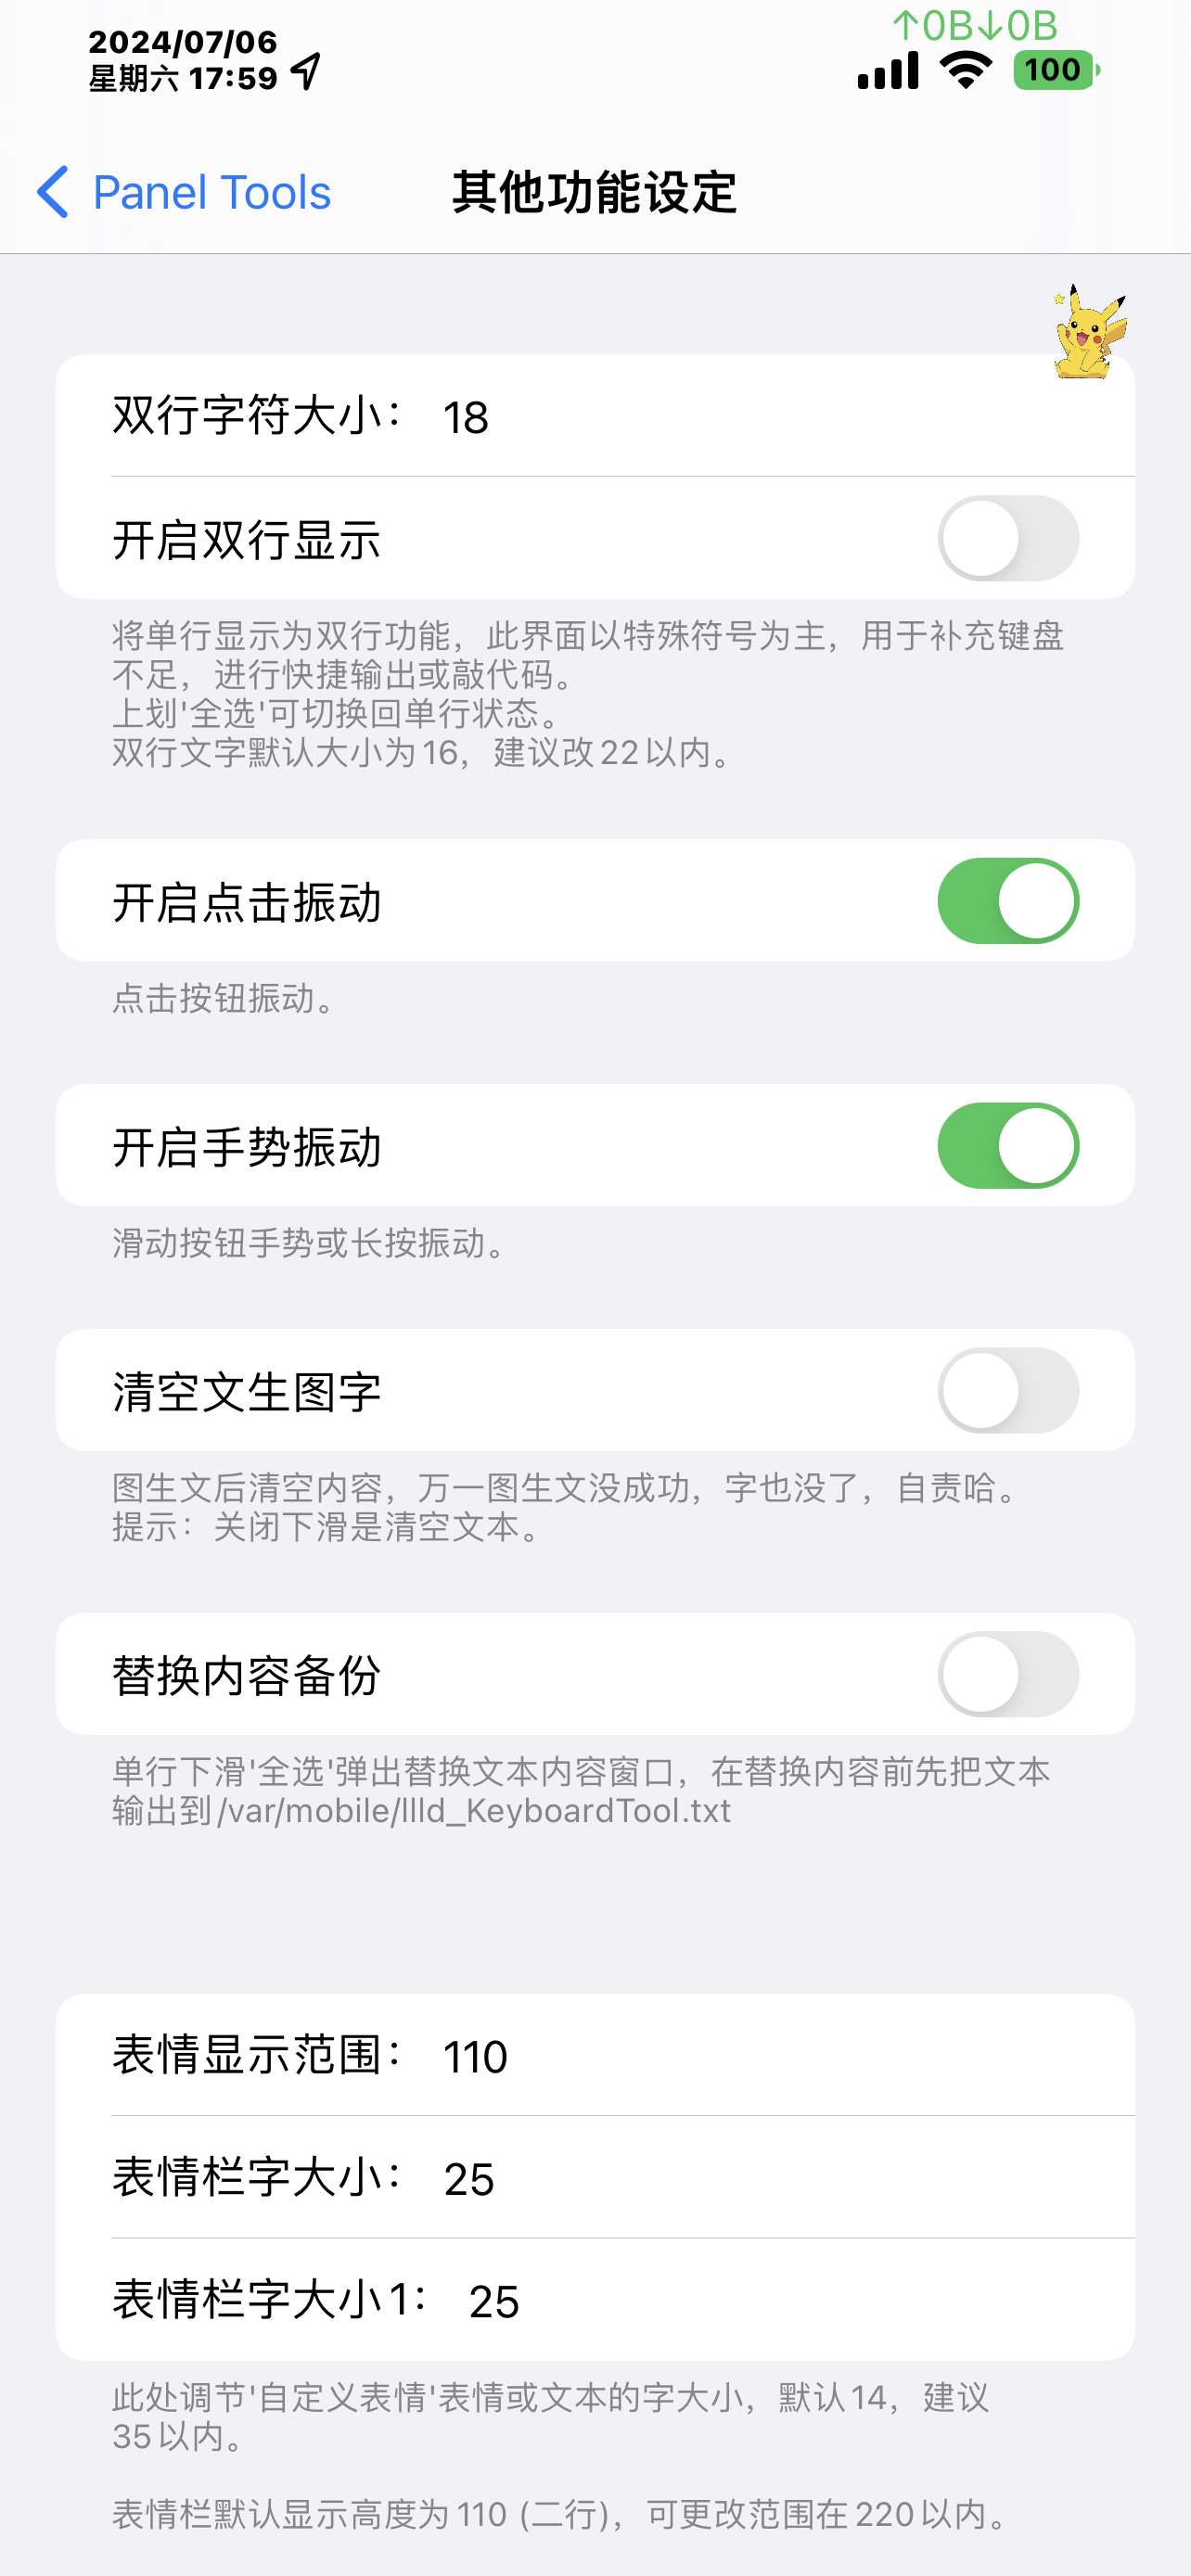 2024/07/06
↑0B↓0B
星期六 17:59
100
Panel Tools
其他功能设定
双行字符大小： 18
开启双行显示
将单行显示为双行功能，此界面以特殊符号为主，用于补充键盘
不足，进行快捷输出或敲代码。
上划'全选'可切换回单行状态。
双行文字默认大小为16，建议改22以内。
开启点击振动
点击按钮振动。
开启手势振动
滑动按钮手势或长按振动。
清空文生图字
图生文后清空内容，万一图生文没成功，字也没了，自责哈。
提示：关闭下滑是清空文本。
替换内容备份
单行下滑'全选'弹出替换文本内容窗口，在替换内容前先把文本
输出到/var/mobile/llld_KeyboardTool.txt
表情显示范围： 110
表情栏字大小： 25
表情栏字大小1： 25
此处调节'自定义表情'表情或文本的字大小，默认14，建议
35以内。
表情栏默认显示高度为110 (二行)，可更改范围在220以内。